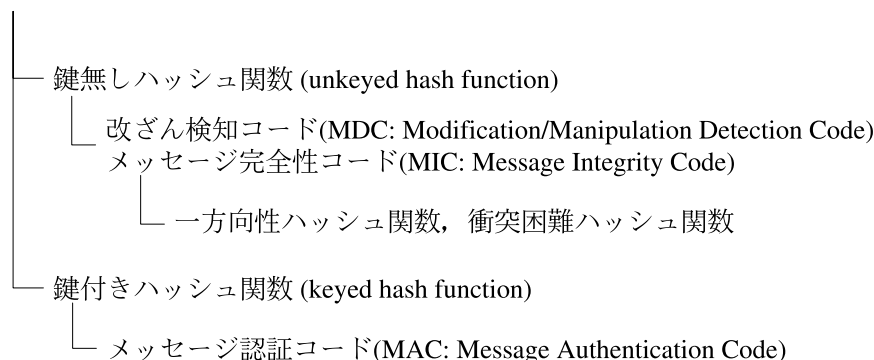 鍵無しハッシュ関数 (unkeyed hash function)
改ざん検知コード(MDC: Modification/Manipulation Detection Code)
メッセージ完全性コード(MIC: Message Integrity Code)
一方向性ハッシュ関数，衝突困難ハッシュ関数
鍵付きハッシュ関数 (keyed hash function)
メッセージ認証コード(MAC: Message Authentication Code)